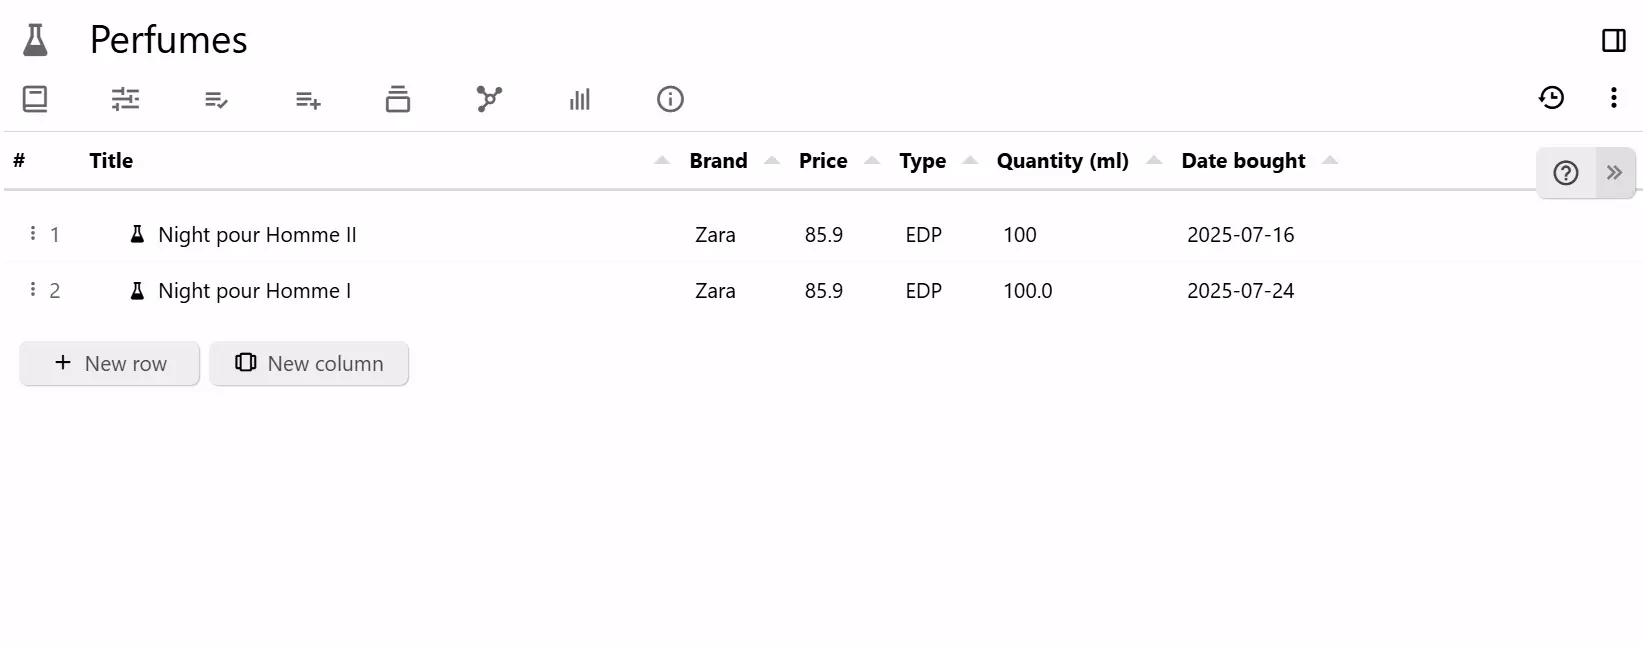 Perfumes
# Title Brand Price Type Quantity (ml) Date bought
1 Night pour Homme II Zara 85.9 EDP 100 2025-07-16
2 Night pour Homme I Zara 85.9 EDP 100.0 2025-07-24
New row New column